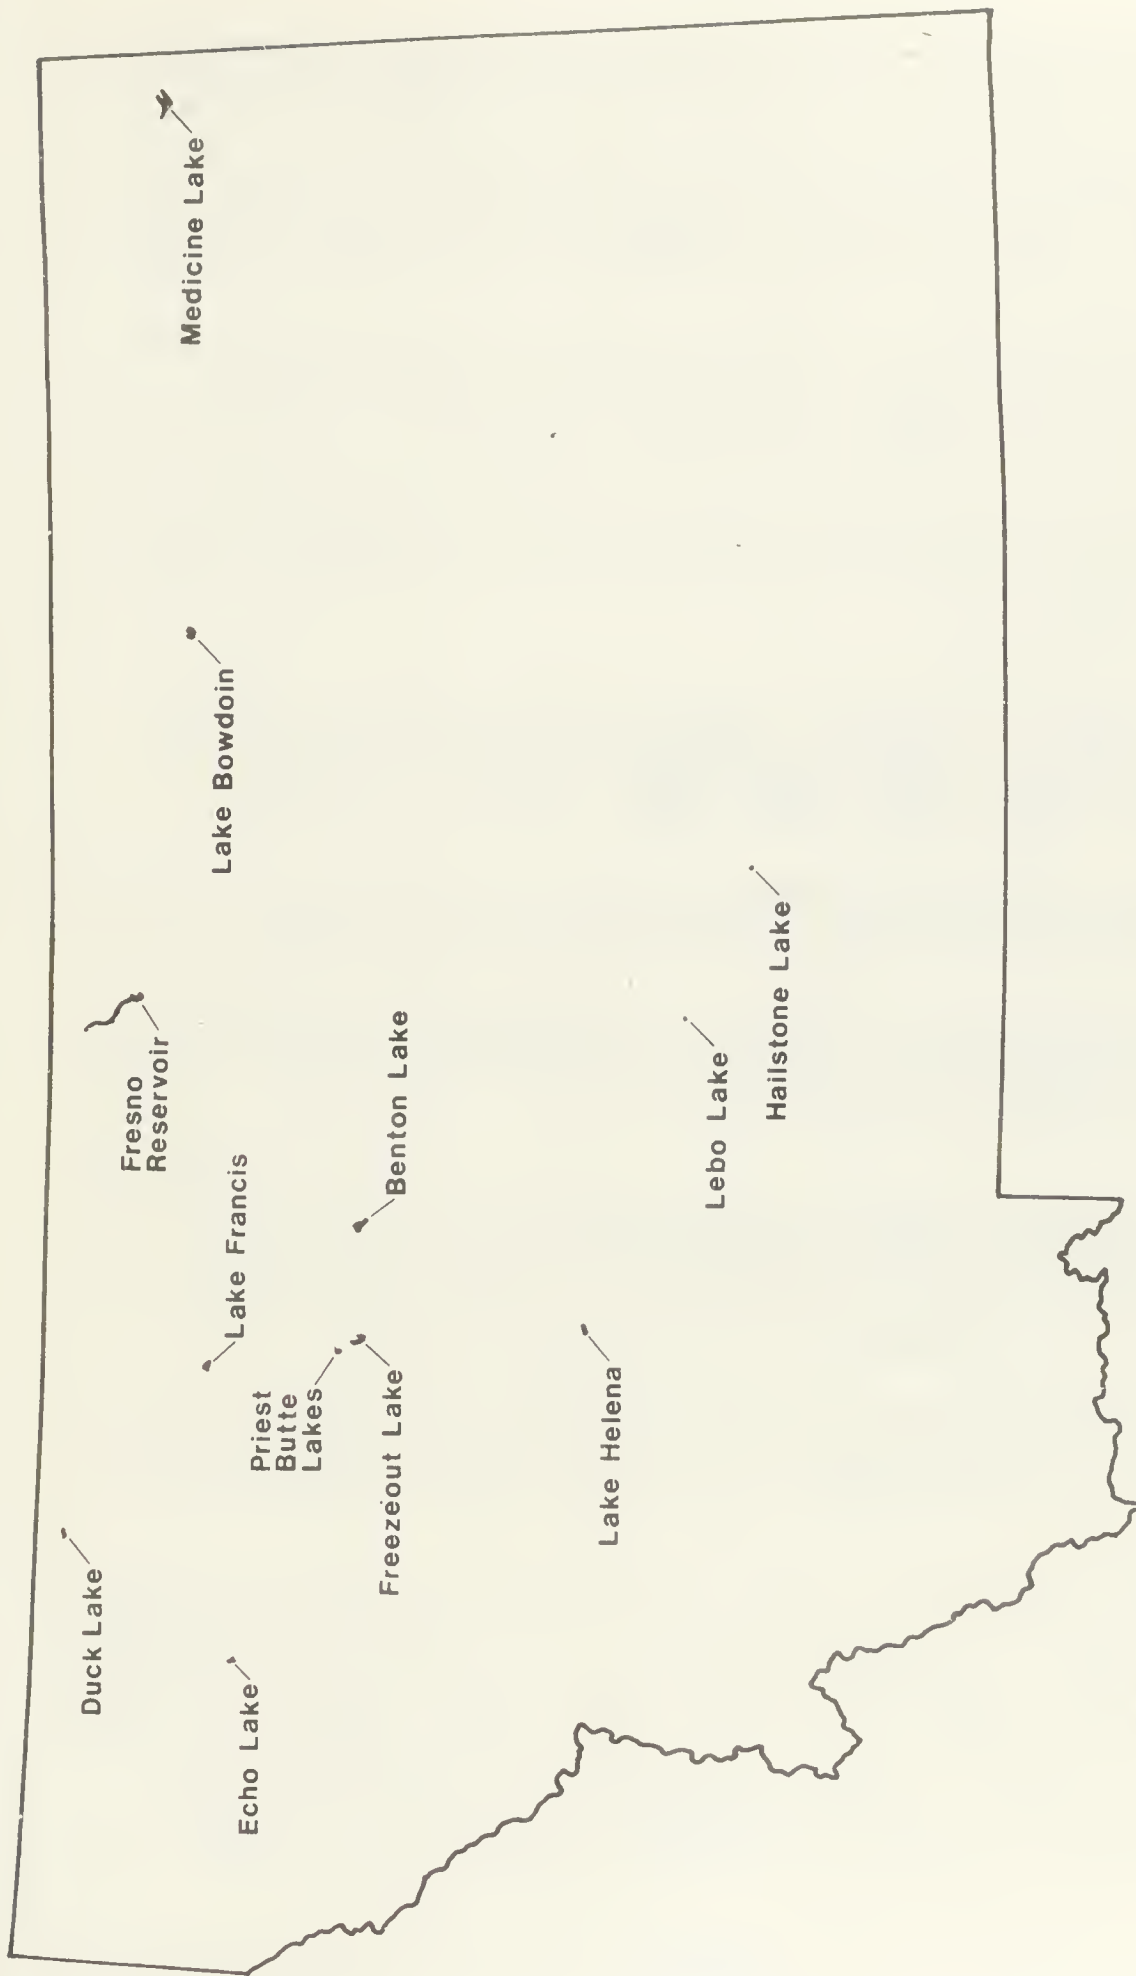 Duck Lake
Echo Lake
Fresno
Reservoir
Lake Francis
Priest
Butte
Lakes
Freezeout Lake
Benton Lake
Lake Helena
Lebo Lake
Hailstone Lake
Lake Bowdoin
Medicine Lake